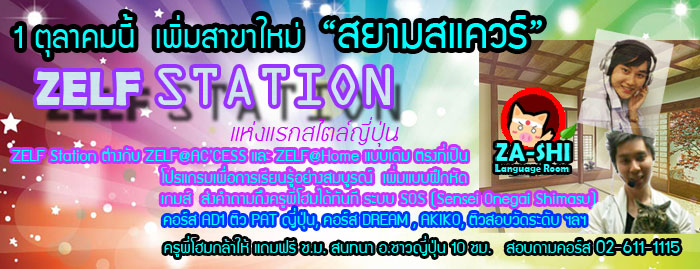 1 ตุลาคมนี้ เพิ่มสาขาใหม่ “สยามสแควร์”
ZELF STATION
แห่งแรกสไตล์ญี่ปุ่น
ZA-SHI
Language Room
ZELF Station ต่างกับ ZELF@AC'CESS และ ZELF@Home แบบเดิม ตรงที่เป็น
โปรแกรมเพื่อการเรียนรู้อย่างสมบูรณ์ เพิ่มแบบฝึกหัด
เกมส์ ส่งคำถามถึงครูพี่โฮมได้ทันที ระบบ SOS (Sensei Onegai Shimasu)
คอร์ส AD1 ติว PAT ญี่ปุ่น, คอร์ส DREAM , AKIKO, ติวสอบวัดระดับ ฯลฯ
ครูพี่โฮมกล้าให้ แถมฟรี ช.ม. สนทนา อ.ชาวญี่ปุ่น 10 ชม. สอบถามคอร์ส 02-611-1115